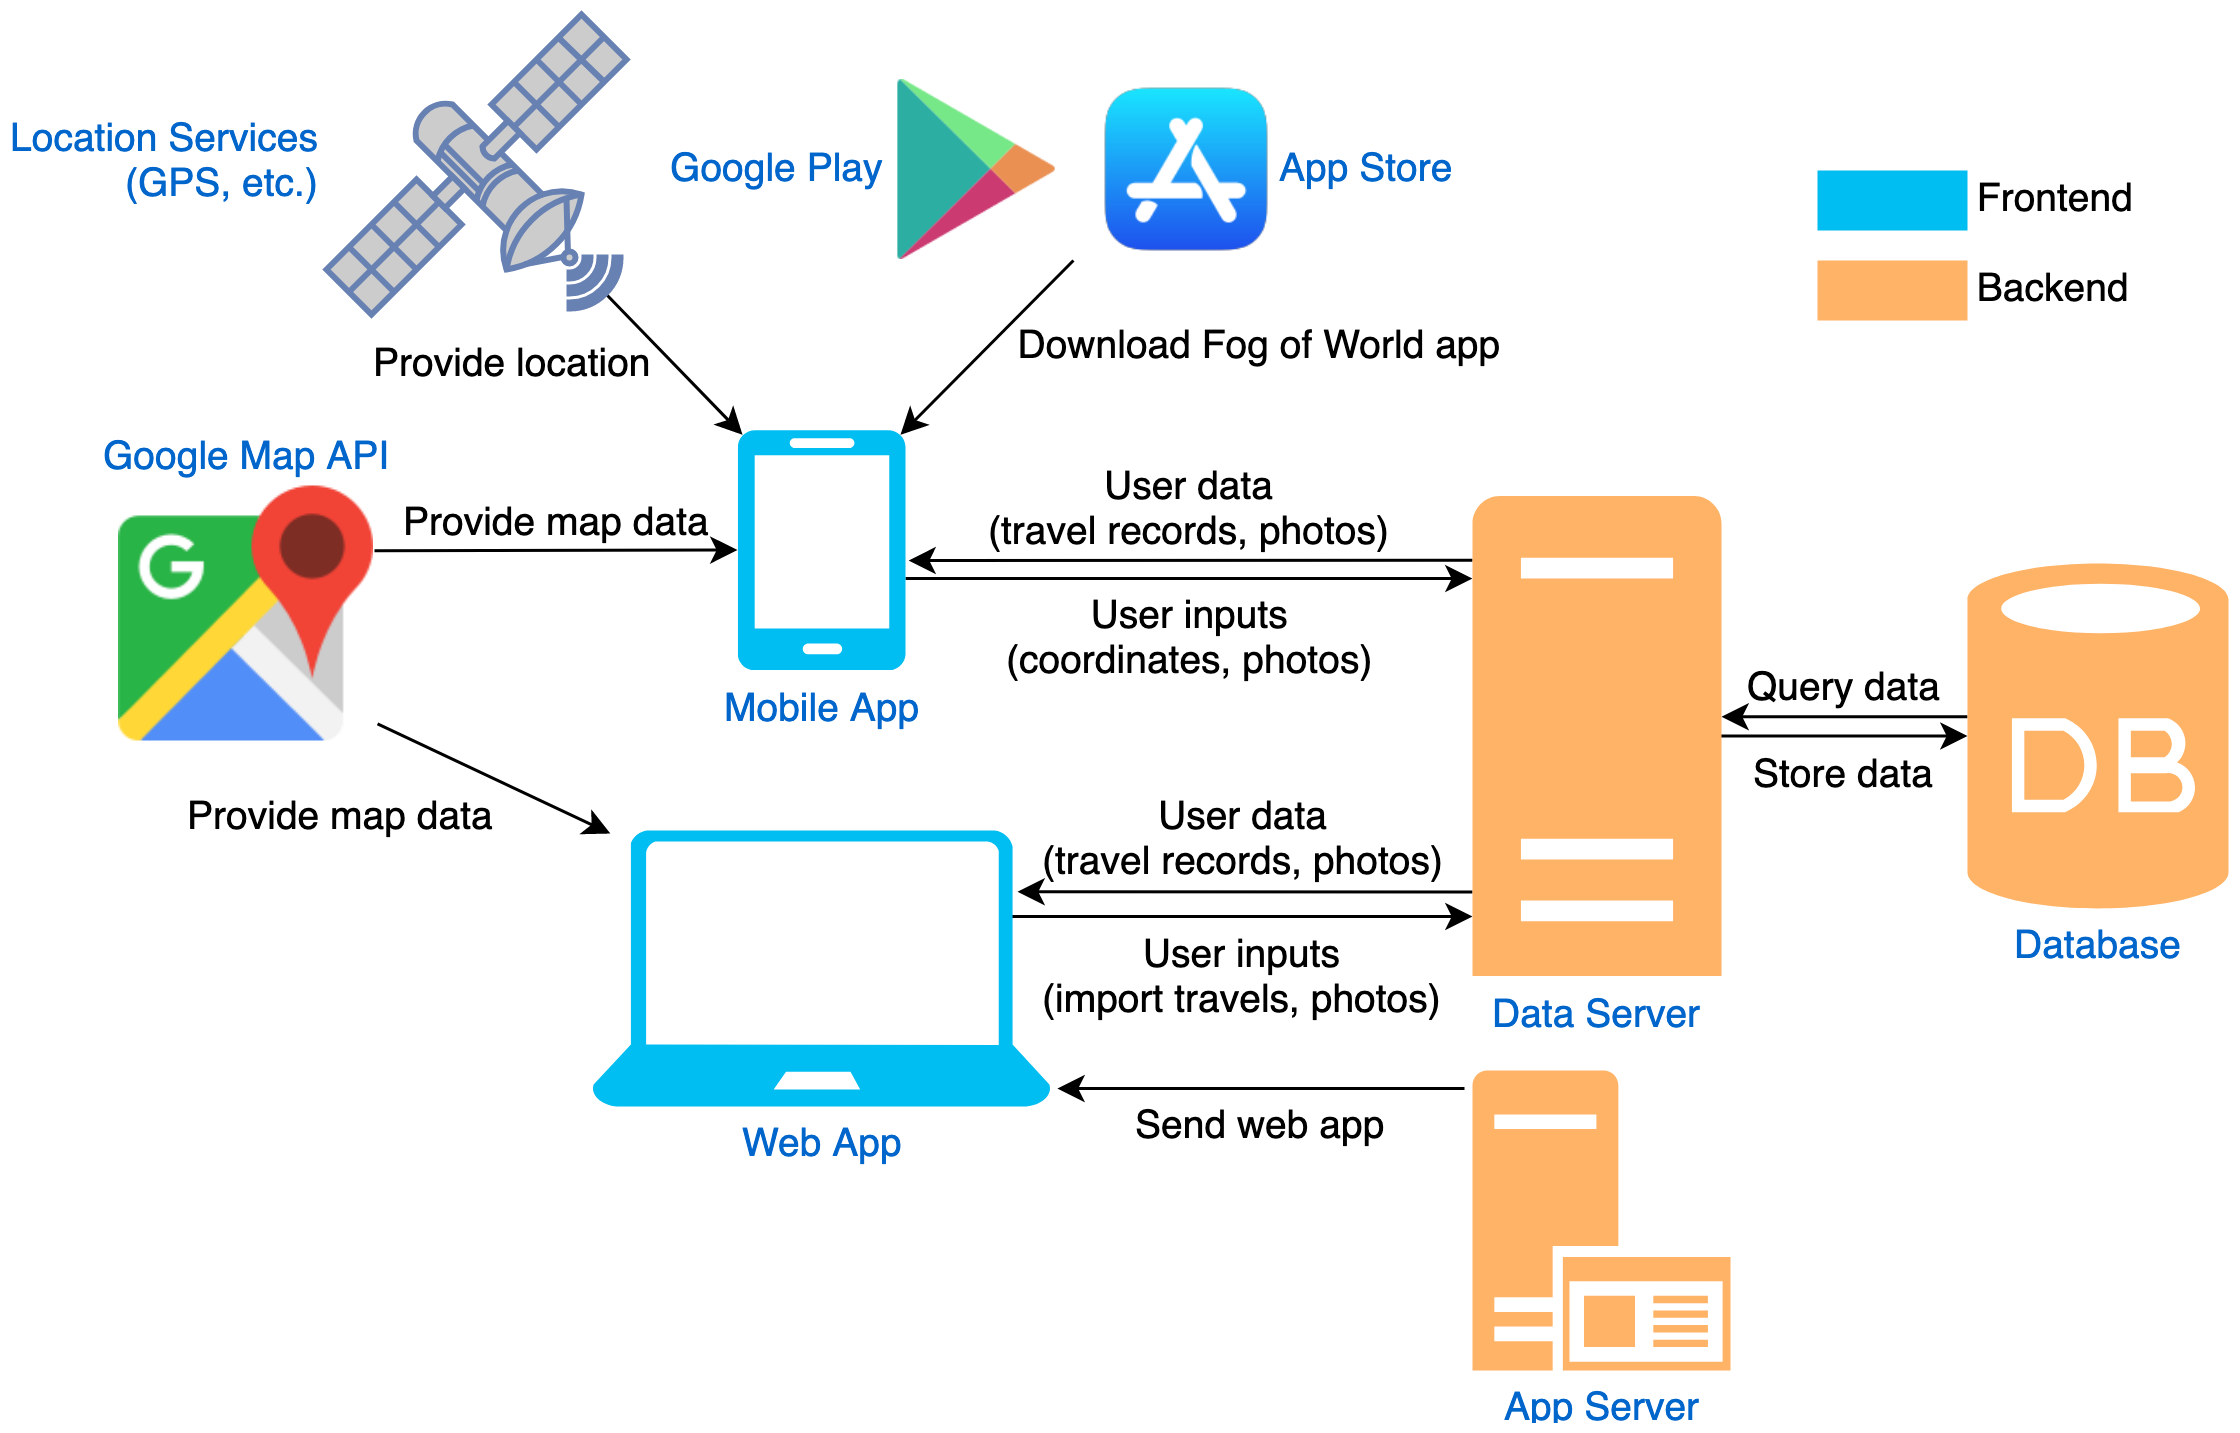 Location Services
(GPS, etc.)
Google Play
App Store
Frontend
Backend
Provide location
Download Fog of World app
Google Map API
G
Provide map data
User data
(travel records, photos)
User inputs
(coordinates, photos)
Mobile App
Query data
Store data
DB
Database
Provide map data
User data
(travel records, photos)
User inputs
(import travels, photos)
Data Server
Web App
Send web app
App Server